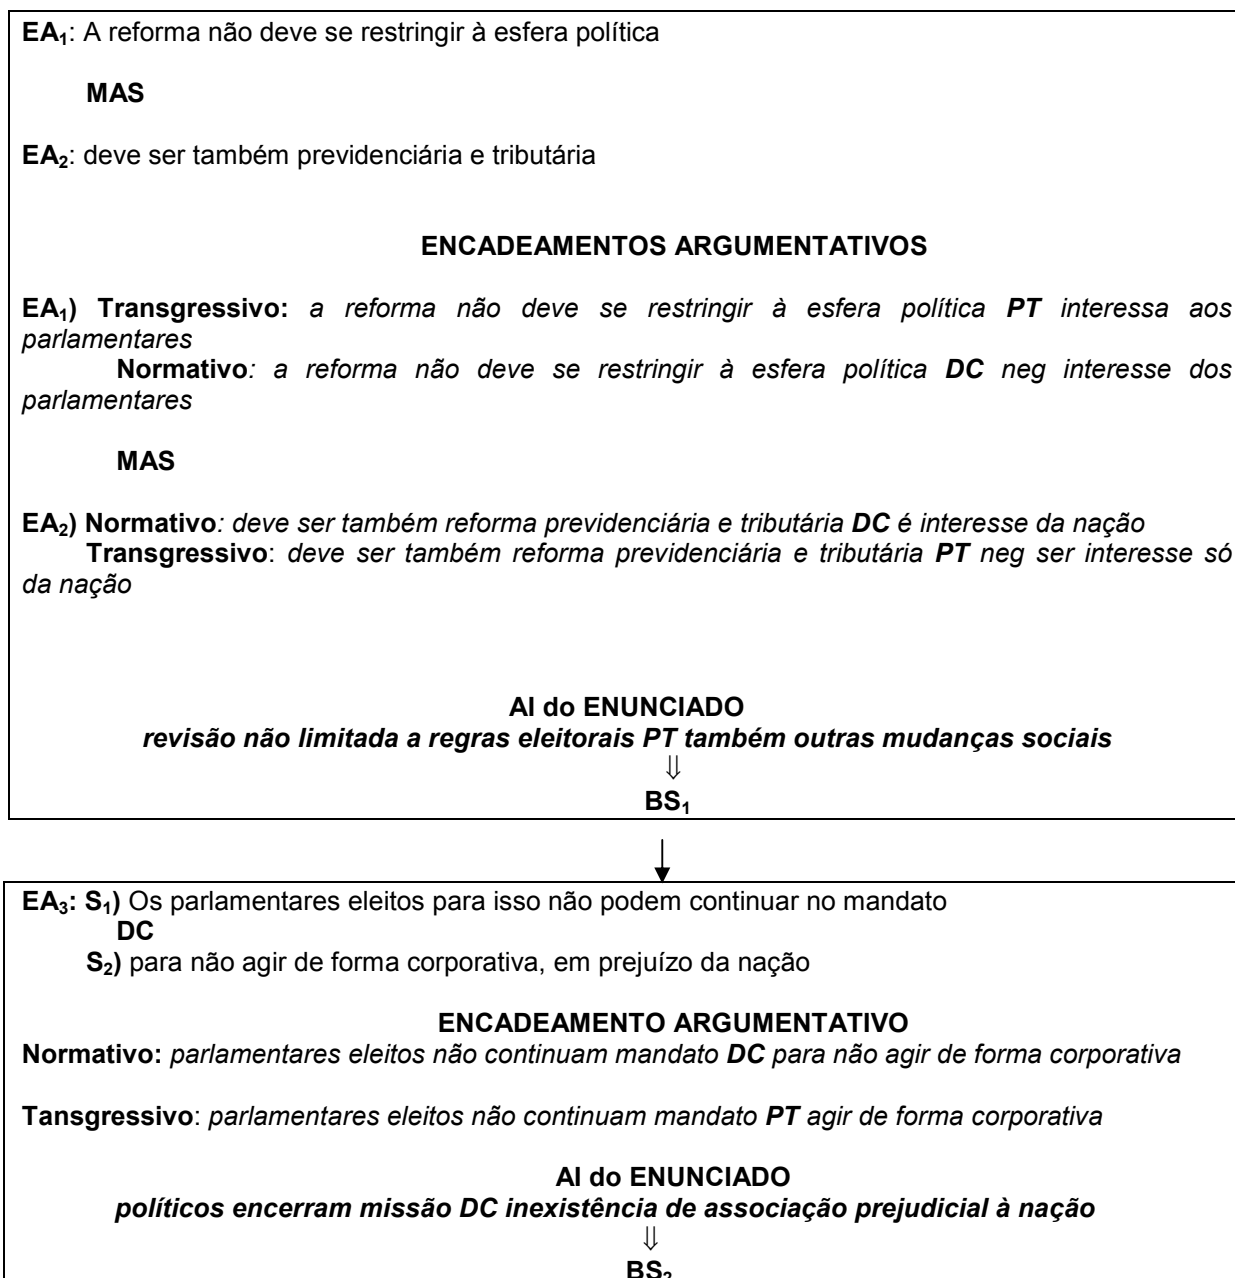 EA₁: A reforma não deve se restringir à esfera política
MAS
EA₂: deve ser também previdenciária e tributária
ENCADEAMENTOS ARGUMENTATIVOS
EA₁) Transgressivo: a reforma não deve se restringir à esfera política PT interessa aos
parlamentares
Normativo: a reforma não deve se restringir à esfera política DC neg interesse dos
parlamentares
MAS
EA₂) Normativo: deve ser também reforma previdenciária e tributária DC é interesse da nação
Transgressivo: deve ser também reforma previdenciária e tributária PT neg ser interesse só
da nação
AI do ENUNCIADO
revisão não limitada a regras eleitorais PT também outras mudanças sociais
⇓
BS₁
EA₃: S₁) Os parlamentares eleitos para isso não podem continuar no mandato
DC
S₂) para não agir de forma corporativa, em prejuízo da nação
ENCADEAMENTO ARGUMENTATIVO
Normativo: parlamentares eleitos não continuam mandato DC para não agir de forma corporativa
Tansgressivo: parlamentares eleitos não continuam mandato PT agir de forma corporativa
AI do ENUNCIADO
políticos encerram missão DC inexistência de associação prejudicial à nação
⇓
BS₂